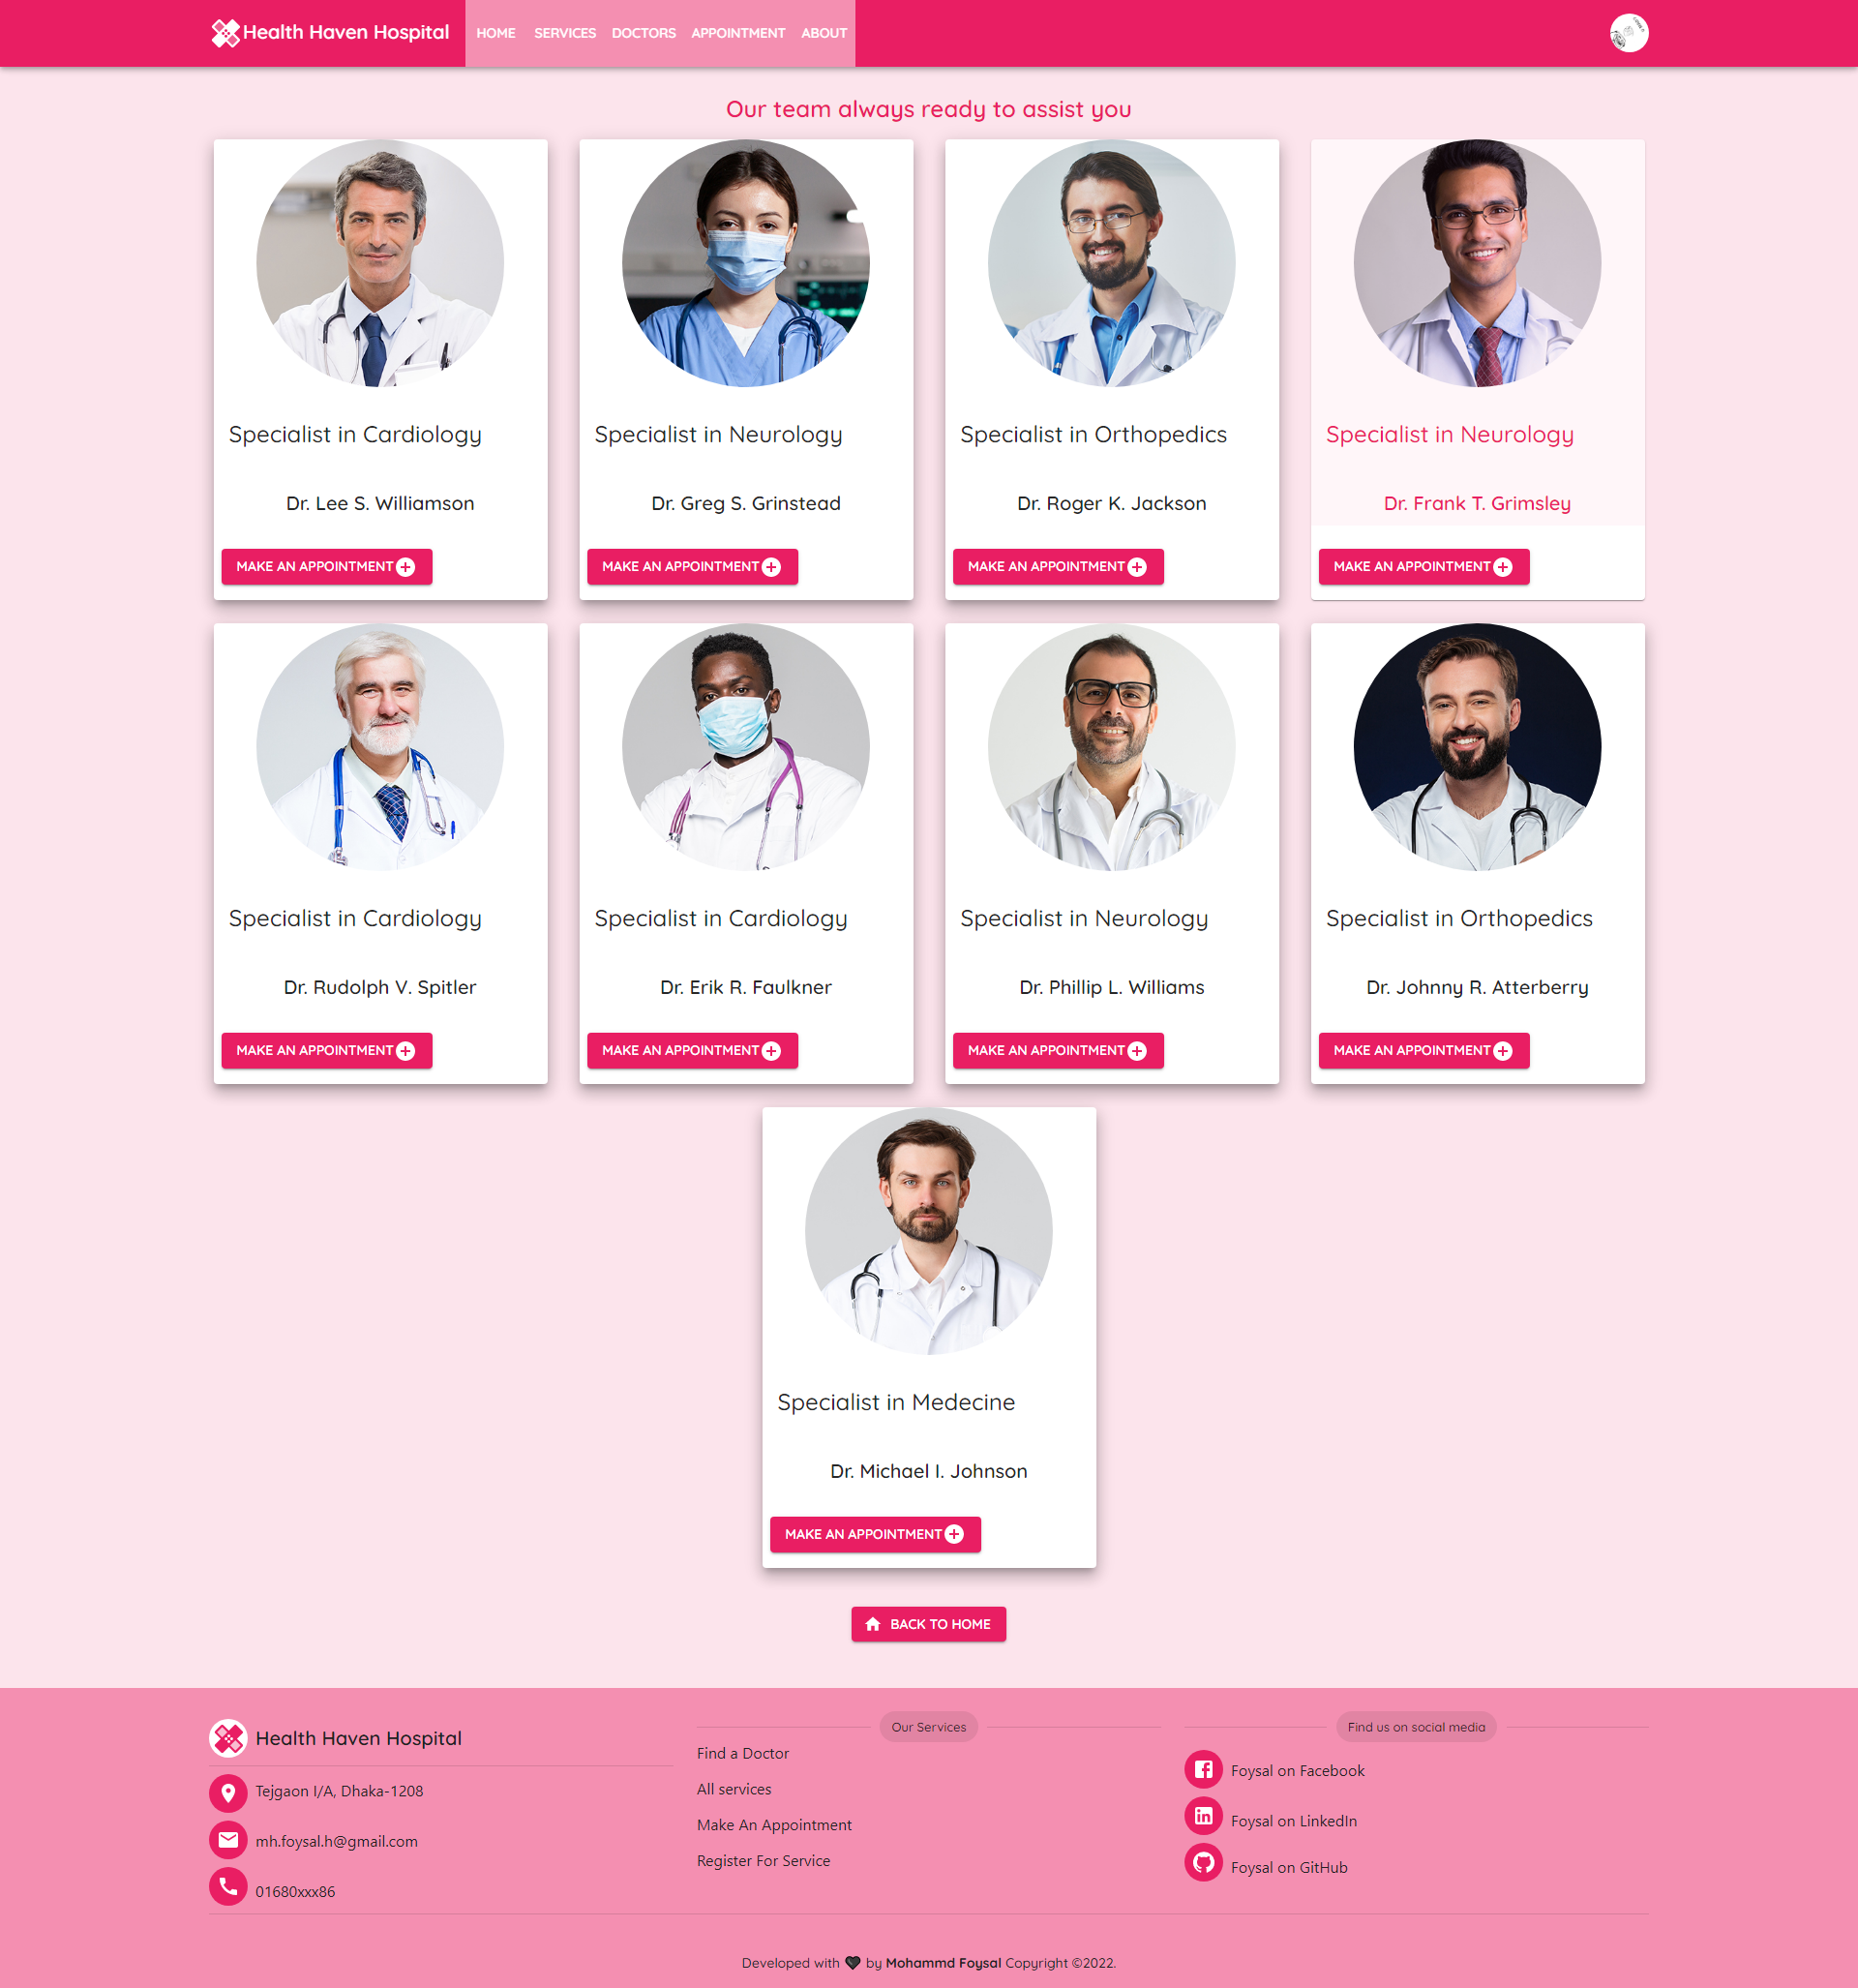 Health Haven Hospital HOME SERVICES DOCTORS APPOINTMENT ABOUT
Our team always ready to assist you
Specialist in Cardiology
Dr. Lee S. Williamson
MAKE AN APPOINTMENT
Specialist in Neurology
Dr. Greg S. Grinstead
MAKE AN APPOINTMENT
Specialist in Orthopedics
Dr. Roger K. Jackson
MAKE AN APPOINTMENT
Specialist in Neurology
Dr. Frank T. Grimsley
MAKE AN APPOINTMENT
Specialist in Cardiology
Dr. Rudolph V. Spitler
MAKE AN APPOINTMENT
Specialist in Cardiology
Dr. Erik R. Faulkner
MAKE AN APPOINTMENT
Specialist in Neurology
Dr. Phillip L. Williams
MAKE AN APPOINTMENT
Specialist in Orthopedics
Dr. Johnny R. Atterberry
MAKE AN APPOINTMENT
Specialist in Medecine
Dr. Michael I. Johnson
MAKE AN APPOINTMENT
BACK TO HOME
Health Haven Hospital
Tejgaon I/A, Dhaka-1208
mh.foysal.h@gmail.com
01680xxx86
Our Services
Find a Doctor
All services
Make An Appointment
Register For Service
Find us on social media
Foysal on Facebook
Foysal on LinkedIn
Foysal on GitHub
Developed with 🖤 by Mohammd Foysal Copyright ©2022.